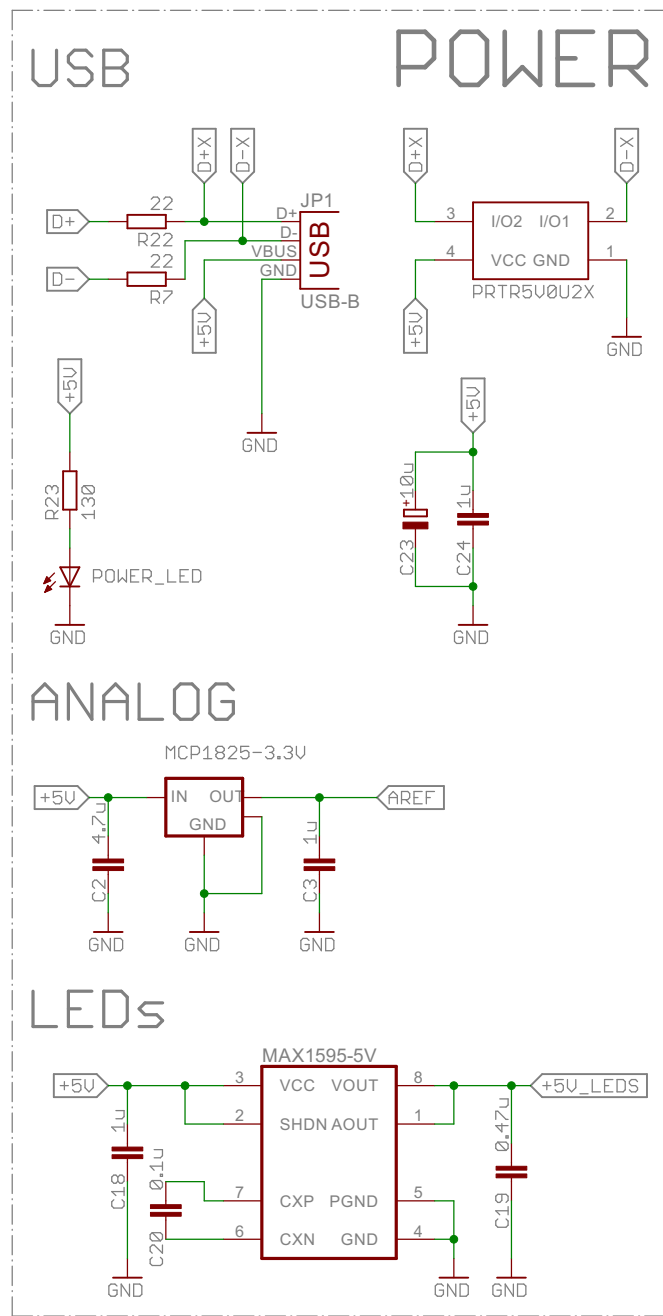 USB
POWER
D+X
D-X
22
D+
R22
22
D-
R7
+5V
JP1
D+
D-
VBUS
GND
USB
USB-B
GND
D+X
D-X
3
I/O2
I/O1
2
4
VCC
GND
1
PRTR5V0U2X
+5V
GND
+5V
R23
130
POWER_LED
GND
+5V
+
10u
C23
1u
C24
GND
ANALOG
MCP1825-3.3V
+5V
IN
OUT
GND
AREF
4.7u
C2
1u
C3
GND
GND
GND
LEDs
MAX1595-5V
+5V
3
VCC
VOUT
8
+5V_LEDS
2
SHDN
AOUT
1
1u
C18
0.1u
C20
7
CXP
PGND
5
6
CXN
GND
4
0.47u
C19
GND
GND
GND